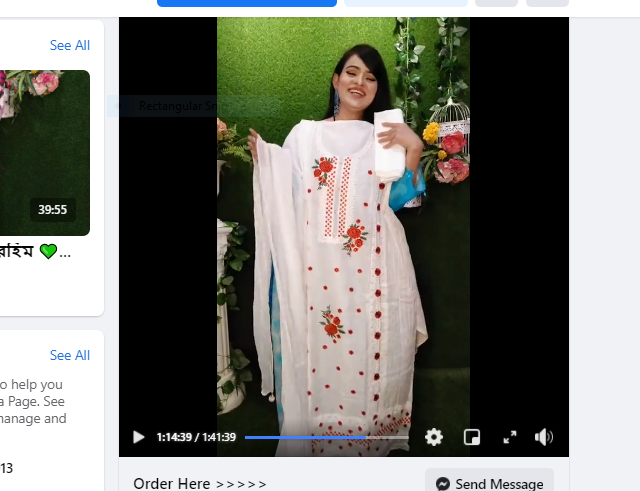 See All
39:55
রহিম 💚...
See All
o help you
a Page. See
manage and
13
Rectangular Snip
1:14:39 / 1:41:39
Order Here >>>>>
Send Message